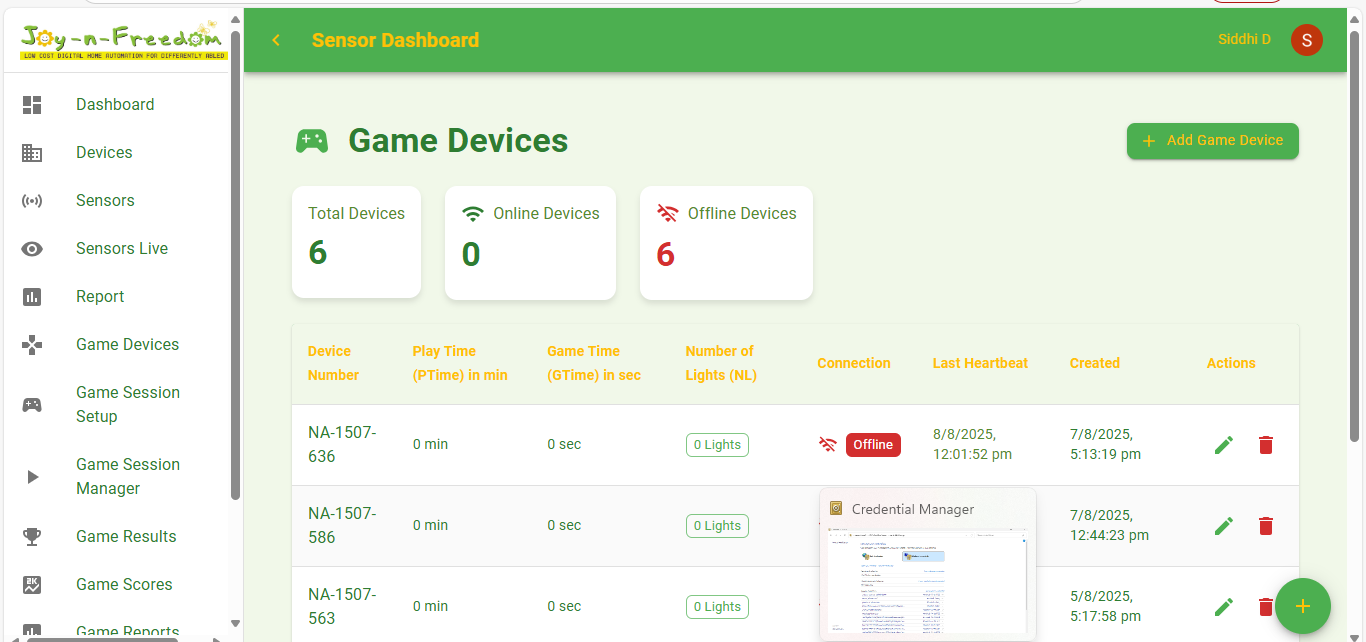 Joy-n-Freedom
LOW COST DIGITAL HOME AUTOMATION FOR DIFFERENTLY ABLED
Dashboard
Devices
Sensors
Sensors Live
Report
Game Devices
Game Session
Setup
Game Session
Manager
Game Results
Game Scores
Game Reports
Sensor Dashboard
Siddhi D
S
Game Devices
+ Add Game Device
Total Devices
6
Online Devices
0
Offline Devices
6
Device
Number
Play Time
(PTime) in min
Game Time
(GTime) in sec
Number of
Lights (NL)
Connection
Last Heartbeat
Created
Actions
NA-1507-
636
0 min
0 sec
0 Lights
Offline
8/8/2025,
12:01:52 pm
7/8/2025,
5:13:19 pm
NA-1507-
586
0 min
0 sec
0 Lights
7/8/2025,
12:44:23 pm
NA-1507-
563
0 min
0 sec
0 Lights
5/8/2025,
5:17:58 pm
Credential Manager